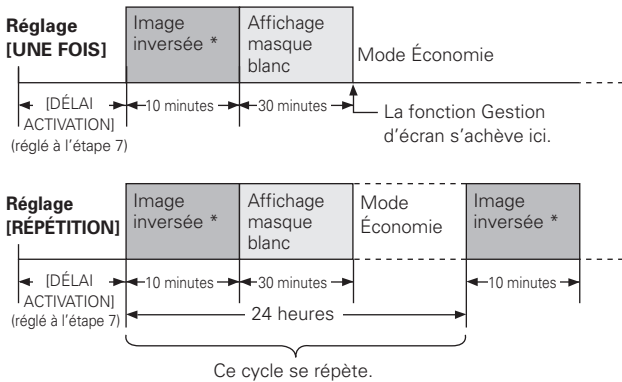 Réglage
[UNE FOIS]
Image
inversée *
Affichage
masque
blanc
Mode Économie
[DÉLAI
ACTIVATION]
(réglé à l'étape 7)
10 minutes
30 minutes
La fonction Gestion
d'écran s'achève ici.
Réglage
[RÉPÉTITION]
Image
inversée *
Affichage
masque
blanc
Mode
Économie
Image
inversée *
[DÉLAI
ACTIVATION]
(réglé à l'étape 7)
10 minutes
30 minutes
10 minutes
24 heures
Ce cycle se répète.